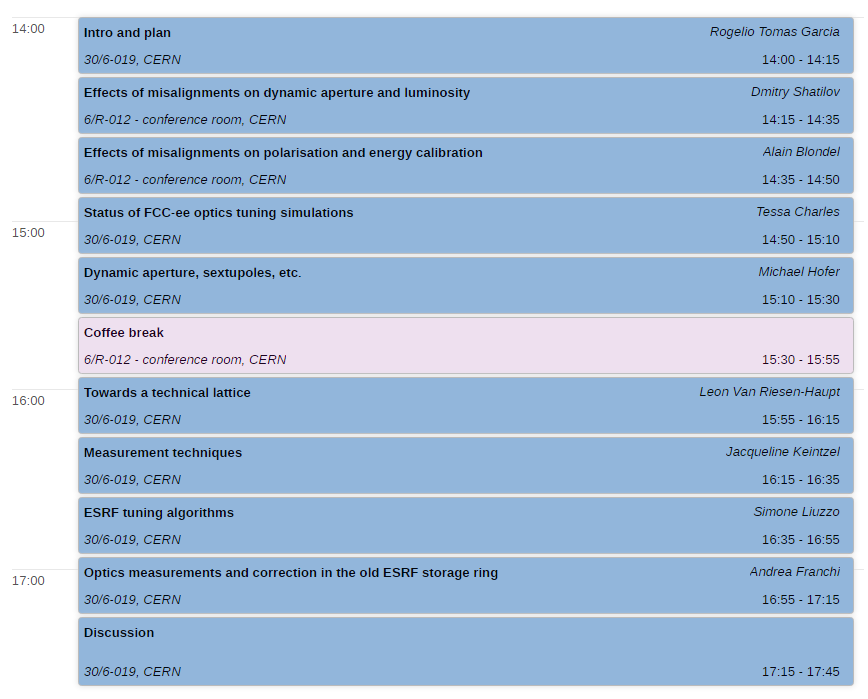 14:00
Intro and plan
Rogelio Tomas Garcia
30/6-019, CERN
14:00 - 14:15
Effects of misalignments on dynamic aperture and luminosity
Dmitry Shatilov
6/R-012 - conference room, CERN
14:15 - 14:35
Effects of misalignments on polarisation and energy calibration
Alain Blondel
6/R-012 - conference room, CERN
14:35 - 14:50
Status of FCC-ee optics tuning simulations
Tessa Charles
15:00
30/6-019, CERN
14:50 - 15:10
Dynamic aperture, sextupoles, etc.
Michael Hofer
30/6-019, CERN
15:10 - 15:30
Coffee break
6/R-012 - conference room, CERN
15:30 - 15:55
Towards a technical lattice
Leon Van Riesen-Haupt
16:00
30/6-019, CERN
15:55 - 16:15
Measurement techniques
Jacqueline Keintzel
30/6-019, CERN
16:15 - 16:35
ESRF tuning algorithms
Simone Liuzzo
30/6-019, CERN
16:35 - 16:55
Optics measurements and correction in the old ESRF storage ring
Andrea Franchi
17:00
30/6-019, CERN
16:55 - 17:15
Discussion
30/6-019, CERN
17:15 - 17:45